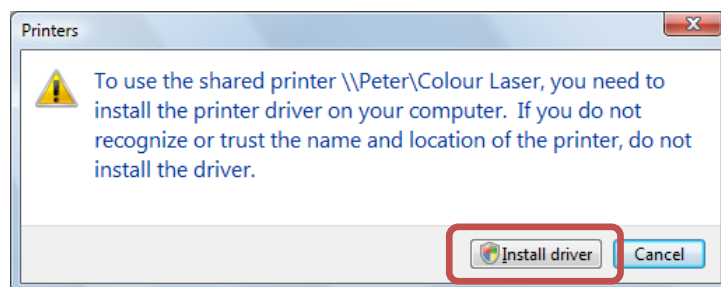 Printers
To use the shared printer \\Peter\Colour Laser, you need to
install the printer driver on your computer.  If you do not
recognize or trust the name and location of the printer, do not
install the driver.
Install driver
Cancel